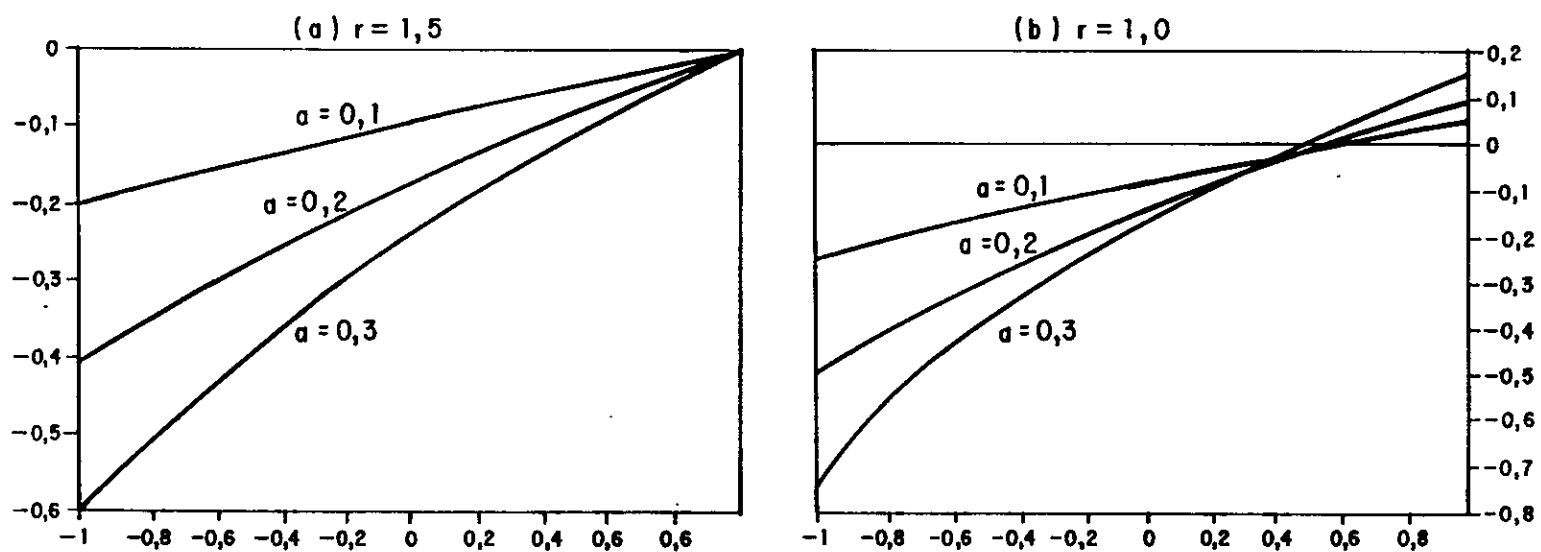 (a) r = 1,5
0
-0,1
-0,2
-0,3
-0,4
-0,5
-0,6
a = 0,1
a = 0,2
a = 0,3
-1 -0,8 -0,6 -0,4 -0,2 0 0,2 0,4 0,6 0,6
(b) r = 1,0
0,2
0,1
0
-0,1
-0,2
-0,3
-0,4
-0,5
-0,6
-0,7
-0,8
a = 0,1
a = 0,2
a = 0,3
-1 -0,8 -0,6 -0,4 -0,2 0 0,2 0,4 0,6 0,8